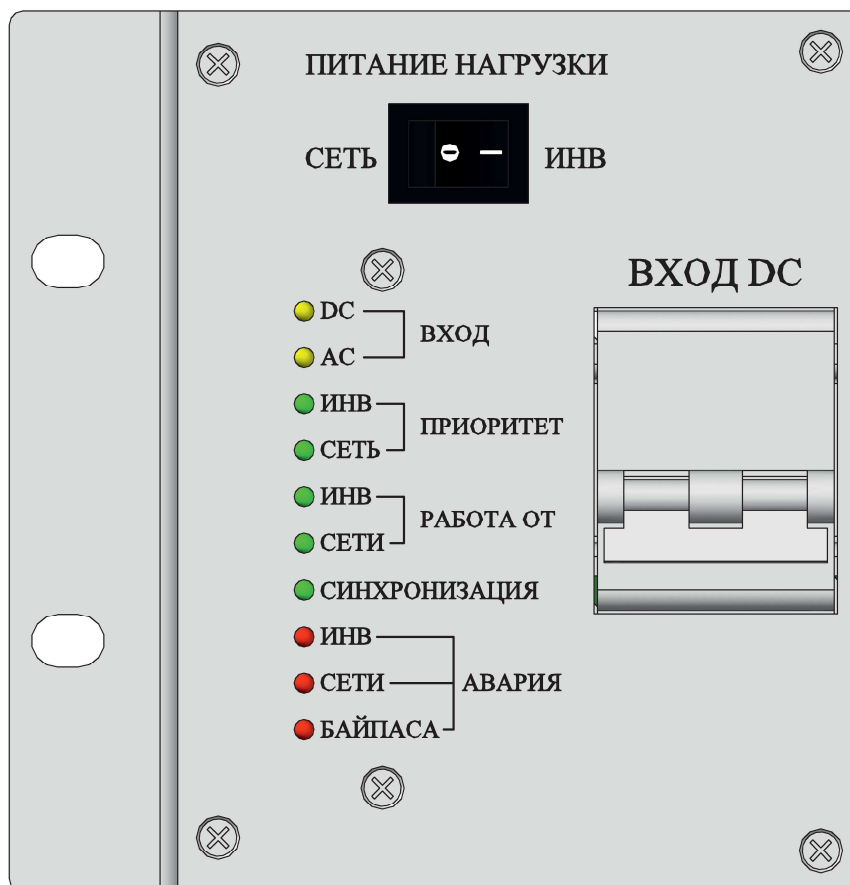 ПИТАНИЕ НАГРУЗКИ
СЕТЬ ИНВ
ВХОД DC
DC
ВХОД
AC
ИНВ
ПРИОРИТЕТ
СЕТЬ
ИНВ
РАБОТА ОТ
СЕТИ
СИНХРОНИЗАЦИЯ
ИНВ
СЕТИ АВАРИЯ
БАЙПАСА